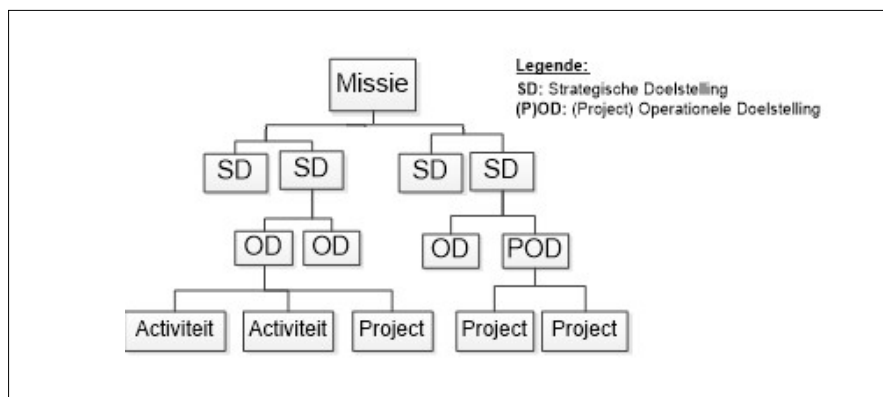 Missie
Legende:
SD: Strategische Doelstelling
(P)OD: (Project) Operationele Doelstelling
SD SD SD SD
OD OD OD POD
Activiteit Activiteit Project Project Project